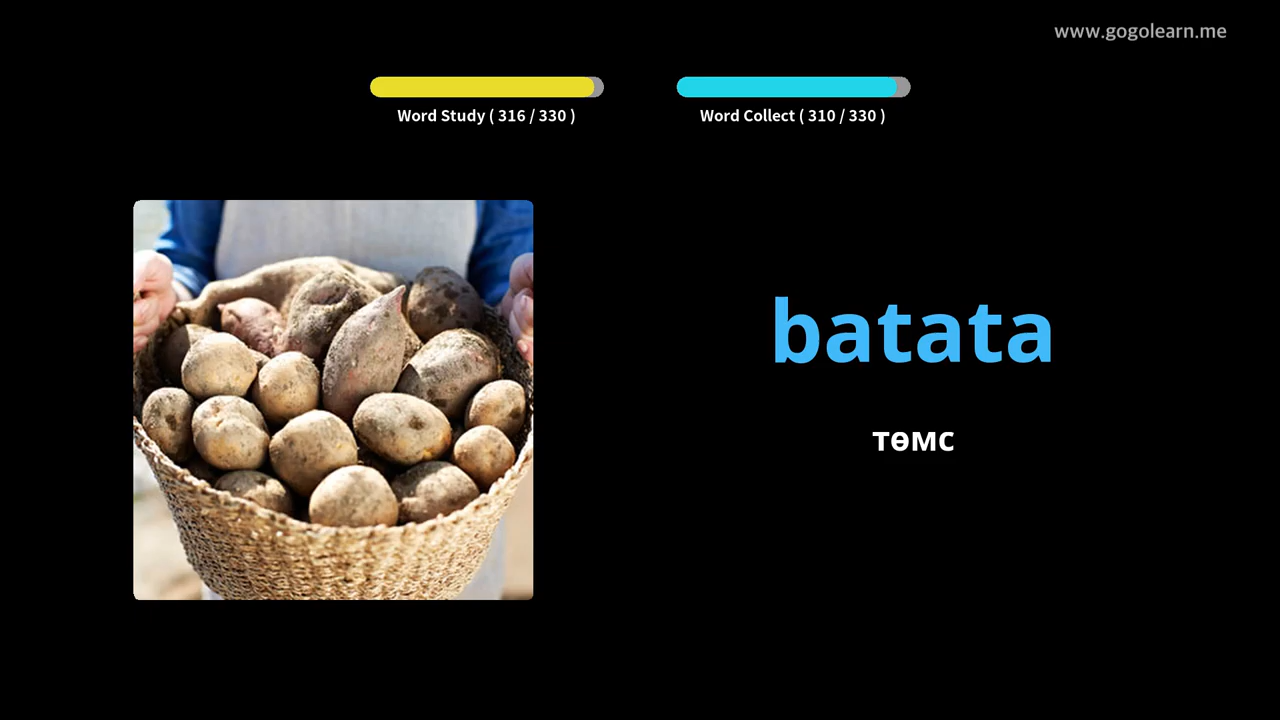 www.gogolearn.me
Word Study ( 316 / 330 )
Word Collect ( 310 / 330 )
batata
төмс